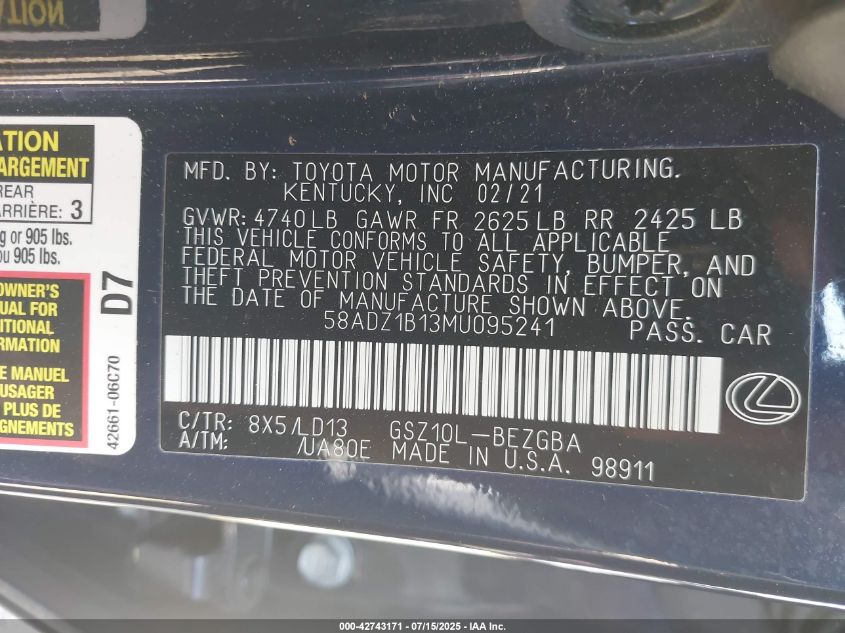 ATION
ARGEMENT
REAR
ARRIÈRE: 3
g or 905 lbs.
u 905 lbs.
OWNER'S
UAL FOR
ITIONAL
RMATION
E MANUEL
USAGER
PLUS DE
D7
42661-06C70
MFD. BY: TOYOTA MOTOR MANUFACTURING.
KENTUCKY, INC 02/21
GVWR: 4740 LB GAWR FR 2625 LB RR 2425 LB
THIS VEHICLE CONFORMS TO ALL APPLICABLE
FEDERAL MOTOR VEHICLE SAFETY, BUMPER, AND
THEFT PREVENTION STANDARDS IN EFFECT ON
THE DATE OF MANUFACTURE SHOWN ABOVE.
58ADZ1B13MU095241 PASS. CAR
C/TR: 8X5/LD13 GSZ10L-BEZGBA
A/TM: /UA80E MADE IN U.S.A. 98911
000-42743171 - 07/15/2025 - IAA Inc.